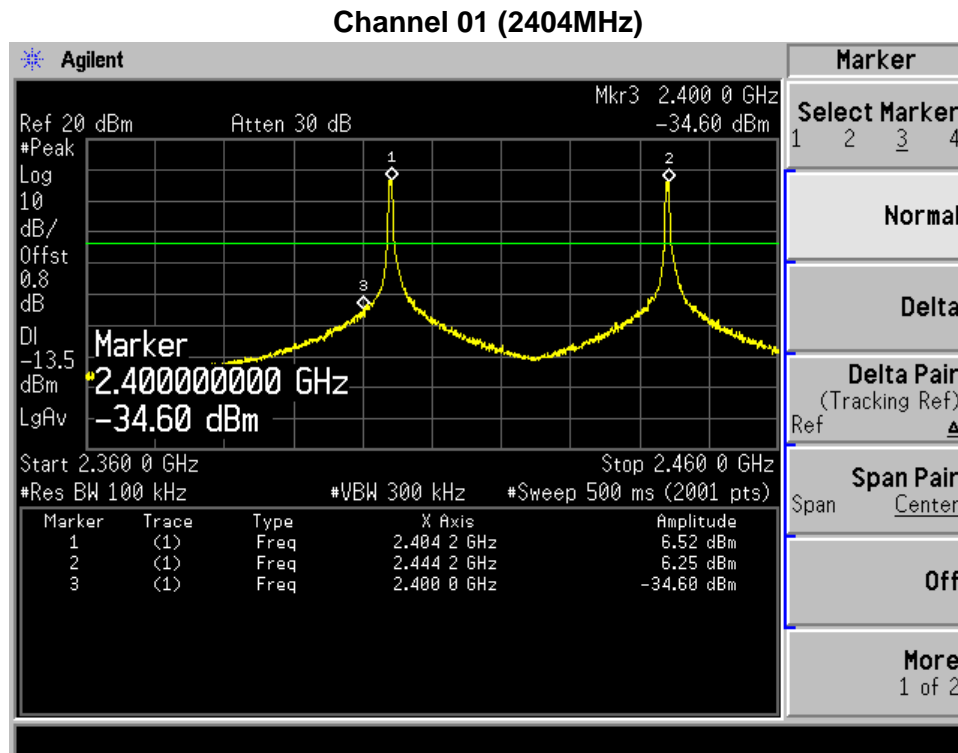 Channel 01 (2404MHz)
Agilent
Marker
Mkr3 2.400 0 GHz
Ref 20 dBm Atten 30 dB -34.60 dBm
#Peak
Log
10
dB/
Offst
0.8
dB
DI
-13.5
dBm
LgAv
1
2
3
Marker
2.400000000 GHz
-34.60 dBm
Start 2.360 0 GHz Stop 2.460 0 GHz
#Res BW 100 kHz #VBW 300 kHz #Sweep 500 ms (2001 pts)
Marker Trace Type X Axis Amplitude
1 (1) Freq 2.404 2 GHz 6.52 dBm
2 (1) Freq 2.444 2 GHz 6.25 dBm
3 (1) Freq 2.400 0 GHz -34.60 dBm
Select Marker
1 2 3 4
Normal
Delta
Delta Pair
(Tracking Ref)
Ref Δ
Span Pair
Span Center
Off
More
1 of 2